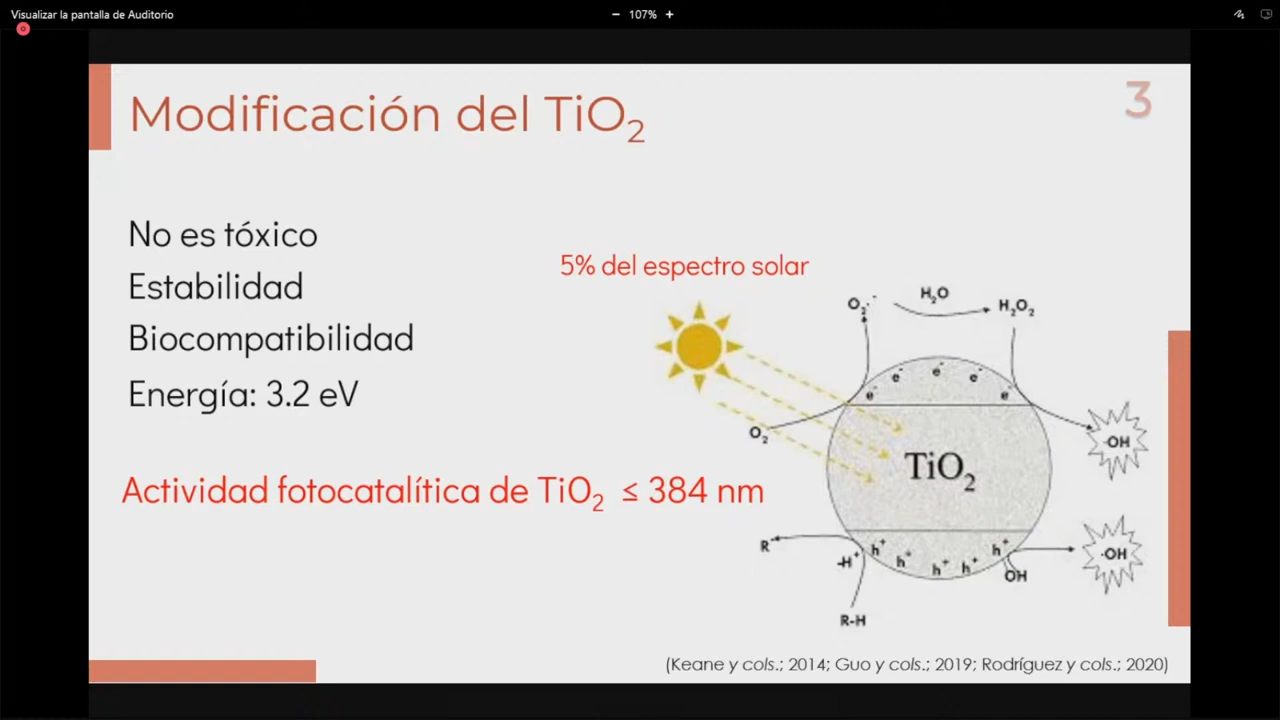 Visualizar la pantalla de Auditorio
− 107% +
Modificación del TiO₂
3
No es tóxico
Estabilidad
Biocompatibilidad
Energía: 3.2 eV
5% del espectro solar
Actividad fotocatalítica de TiO₂ ≤ 384 nm
O₂·⁻
H₂O
H₂O₂
e⁻ e⁻ e⁻ e⁻ e⁻
O₂
·OH
TiO₂
R
-H⁺
h⁺ h⁺ h⁺ h⁺ h⁺
OH
·OH
R-H
(Keane y cols.; 2014; Guo y cols.; 2019; Rodríguez y cols.; 2020)